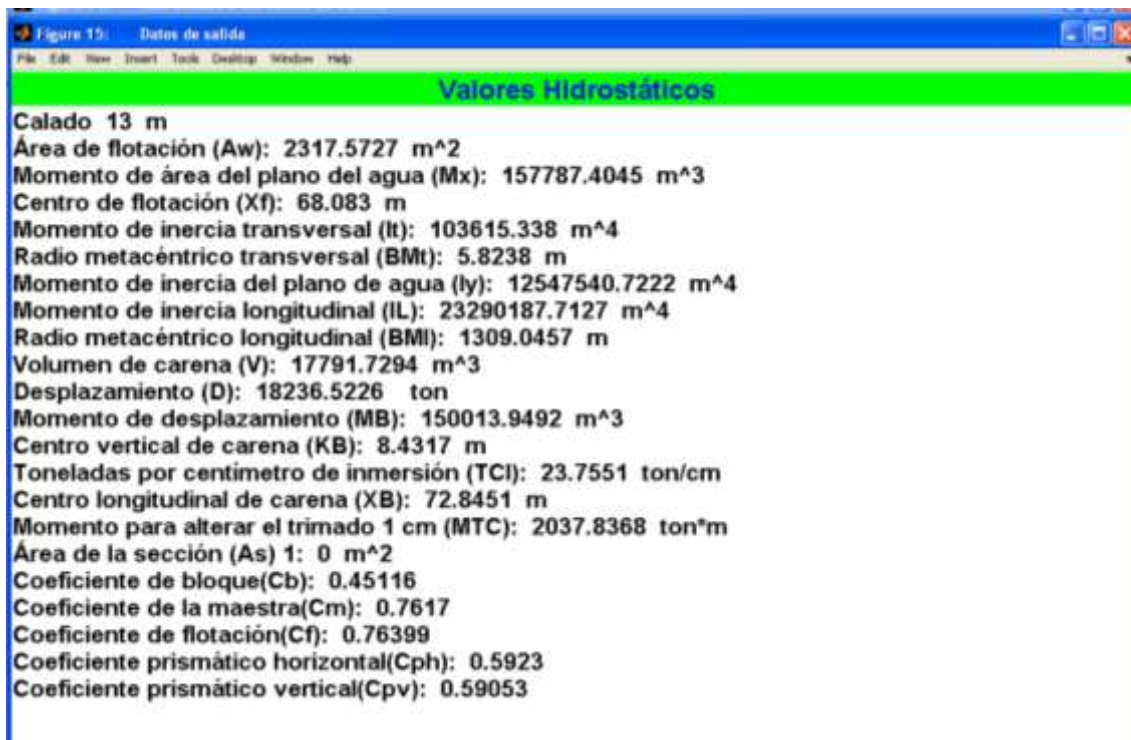 Figure 15: Datos de salida
File Edit View Insert Tools Desktop Window Help
Valores Hidrostáticos
Calado 13 m
Área de flotación (Aw): 2317.5727 m^2
Momento de área del plano del agua (Mx): 157787.4045 m^3
Centro de flotación (Xf): 68.083 m
Momento de inercia transversal (It): 103615.338 m^4
Radio metacéntrico transversal (BMt): 5.8238 m
Momento de inercia del plano de agua (Iy): 12547540.7222 m^4
Momento de inercia longitudinal (IL): 23290187.7127 m^4
Radio metacéntrico longitudinal (BMl): 1309.0457 m
Volumen de carena (V): 17791.7294 m^3
Desplazamiento (D): 18236.5226 ton
Momento de desplazamiento (MB): 150013.9492 m^3
Centro vertical de carena (KB): 8.4317 m
Toneladas por centímetro de inmersión (TCI): 23.7551 ton/cm
Centro longitudinal de carena (XB): 72.8451 m
Momento para alterar el trimado 1 cm (MTC): 2037.8368 ton*m
Área de la sección (As) 1: 0 m^2
Coeficiente de bloque(Cb): 0.45116
Coeficiente de la maestra(Cm): 0.7617
Coeficiente de flotación(Cf): 0.76399
Coeficiente prismático horizontal(Cph): 0.5923
Coeficiente prismático vertical(Cpv): 0.59053